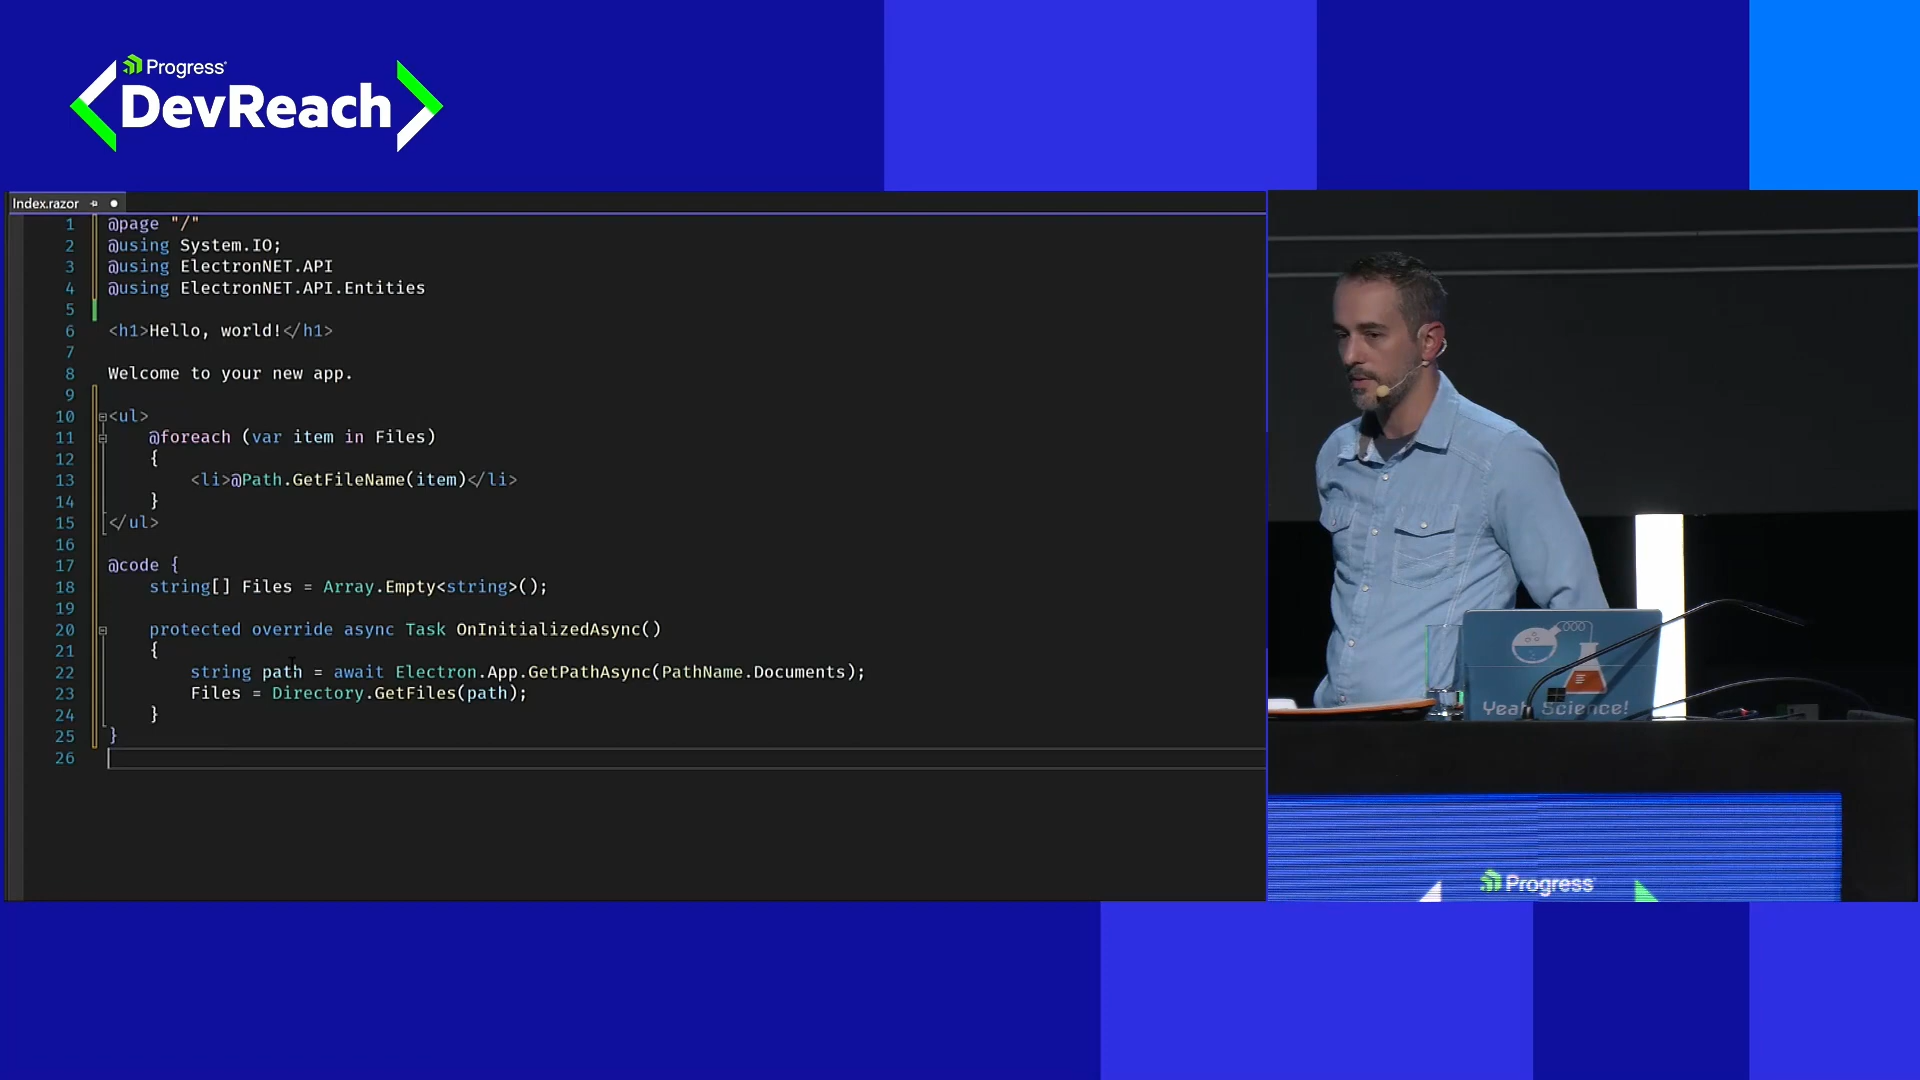 Progress
DevReach
Index.razor
1 @page "/"
2 @using System.IO;
3 @using ElectronNET.API
4 @using ElectronNET.API.Entities
5
6 <h1>Hello, world!</h1>
7
8 Welcome to your new app.
9
10 <ul>
11 @foreach (var item in Files)
12 {
13 <li>@Path.GetFileName(item)</li>
14 }
15 </ul>
16
17 @code {
18 string[] Files = Array.Empty<string>();
19
20 protected override async Task OnInitializedAsync()
21 {
22 string path = await Electron.App.GetPathAsync(PathName.Documents);
23 Files = Directory.GetFiles(path);
24 }
25 }
26
Yeah Science!
Progress